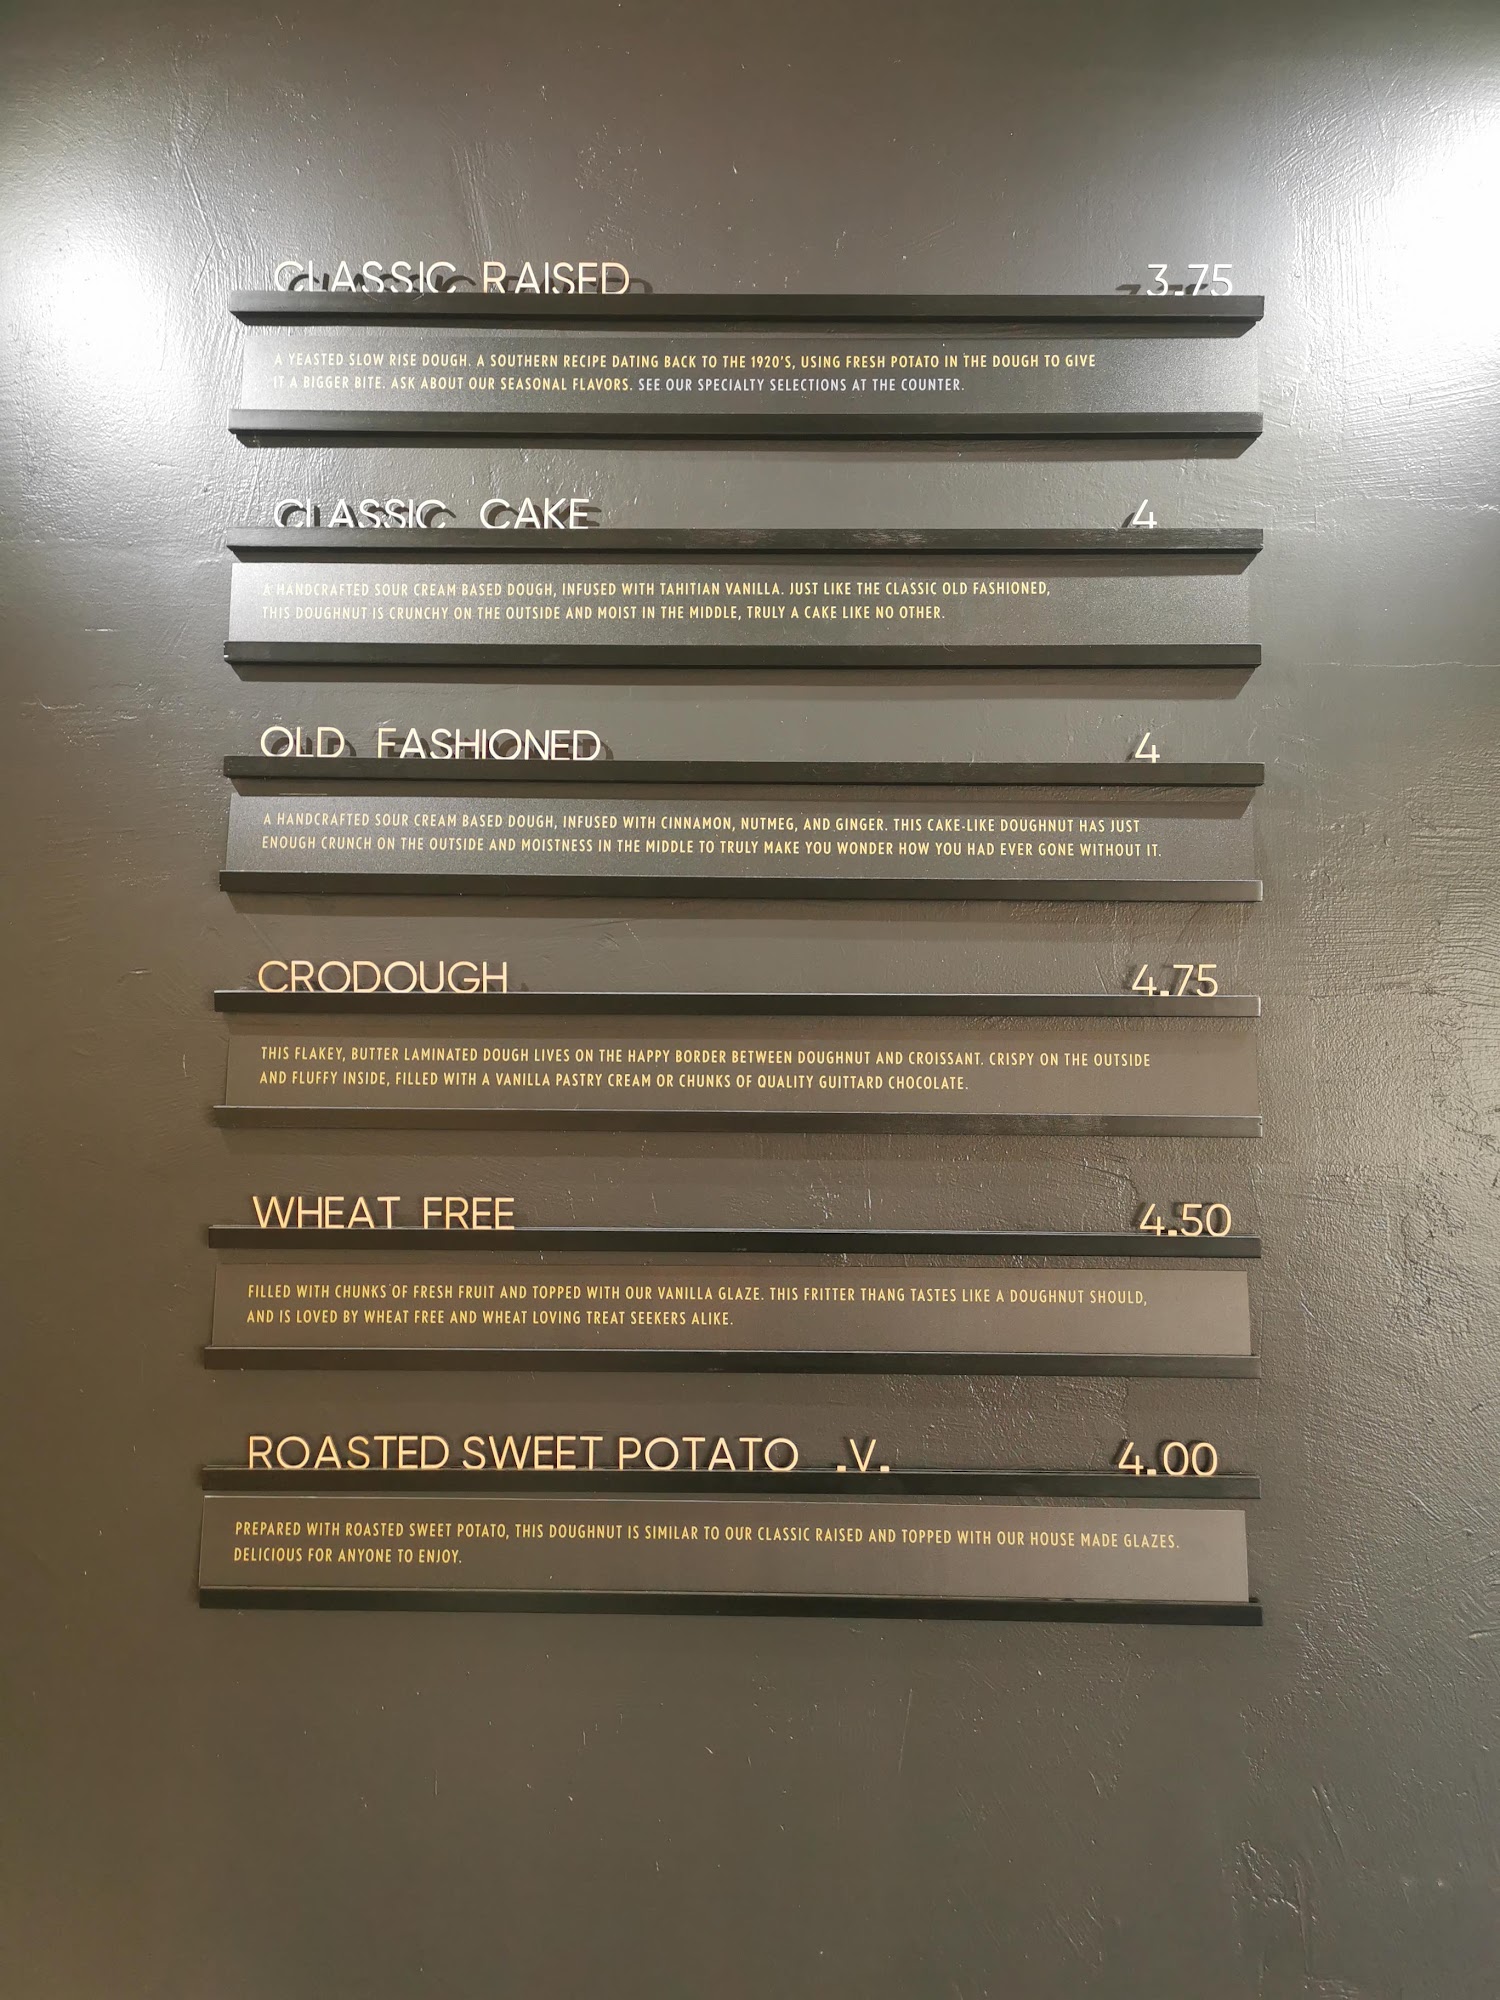 CLASSIC RAISED 3.75
A YEASTED SLOW RISE DOUGH. A SOUTHERN RECIPE DATING BACK TO THE 1920'S, USING FRESH POTATO IN THE DOUGH TO GIVE
IT A BIGGER BITE. ASK ABOUT OUR SEASONAL FLAVORS. SEE OUR SPECIALTY SELECTIONS AT THE COUNTER.
CLASSIC CAKE 4
A HANDCRAFTED SOUR CREAM BASED DOUGH, INFUSED WITH TAHITIAN VANILLA. JUST LIKE THE CLASSIC OLD FASHIONED,
THIS DOUGHNUT IS CRUNCHY ON THE OUTSIDE AND MOIST IN THE MIDDLE, TRULY A CAKE LIKE NO OTHER.
OLD FASHIONED 4
A HANDCRAFTED SOUR CREAM BASED DOUGH, INFUSED WITH CINNAMON, NUTMEG, AND GINGER. THIS CAKE-LIKE DOUGHNUT HAS JUST
ENOUGH CRUNCH ON THE OUTSIDE AND MOISTNESS IN THE MIDDLE TO TRULY MAKE YOU WONDER HOW YOU HAD EVER GONE WITHOUT IT.
CRODOUGH 4.75
THIS FLAKEY, BUTTER LAMINATED DOUGH LIVES ON THE HAPPY BORDER BETWEEN DOUGHNUT AND CROISSANT. CRISPY ON THE OUTSIDE
AND FLUFFY INSIDE, FILLED WITH A VANILLA PASTRY CREAM OR CHUNKS OF QUALITY GUITTARD CHOCOLATE.
WHEAT FREE 4.50
FILLED WITH CHUNKS OF FRESH FRUIT AND TOPPED WITH OUR VANILLA GLAZE. THIS FRITTER THANG TASTES LIKE A DOUGHNUT SHOULD,
AND IS LOVED BY WHEAT FREE AND WHEAT LOVING TREAT SEEKERS ALIKE.
ROASTED SWEET POTATO .V. 4.00
PREPARED WITH ROASTED SWEET POTATO, THIS DOUGHNUT IS SIMILAR TO OUR CLASSIC RAISED AND TOPPED WITH OUR HOUSE MADE GLAZES.
DELICIOUS FOR ANYONE TO ENJOY.